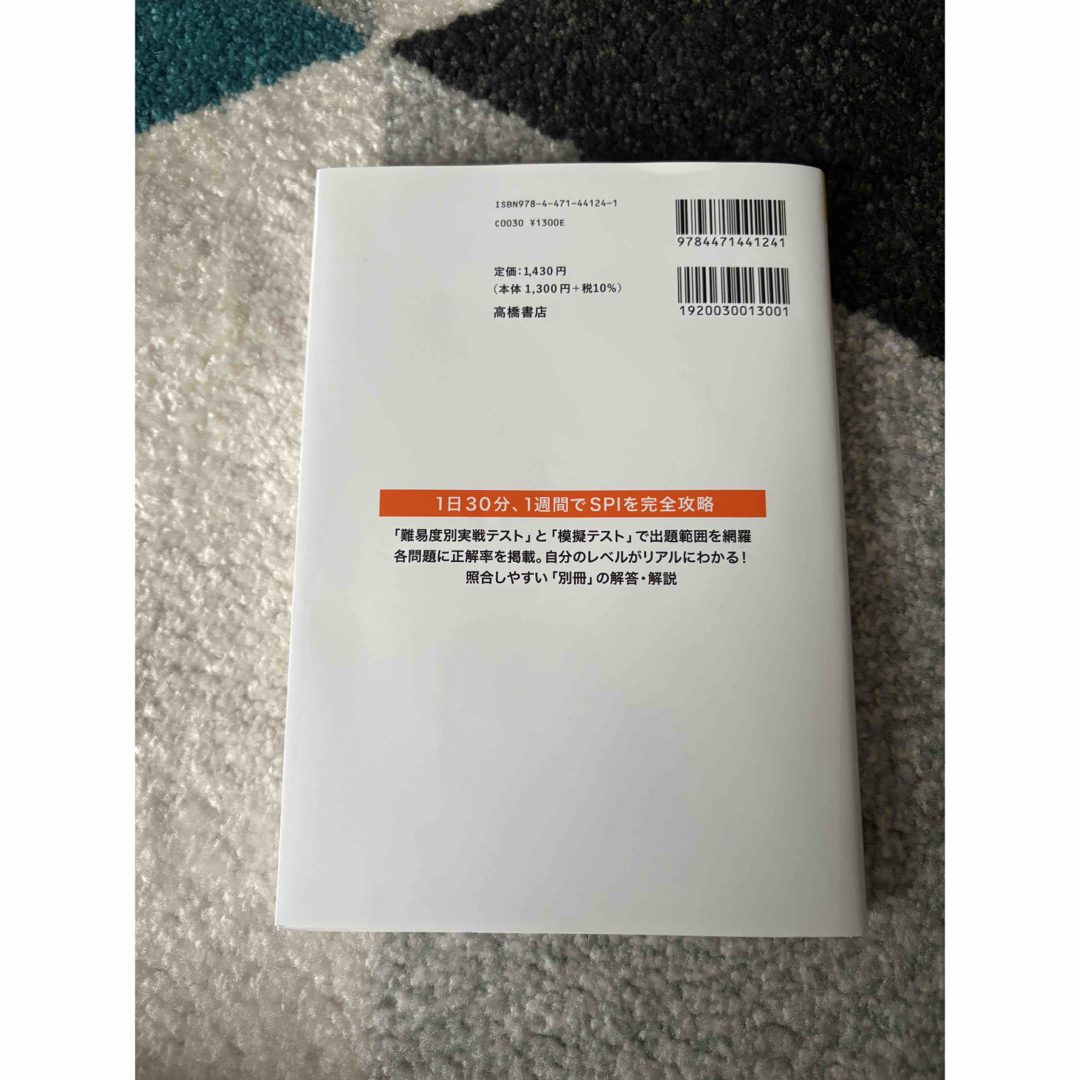 ISBN978-4-471-44124-1
C0030 ¥1300E
9784471441241
定価:1,430円
(本体 1,300円+税10%)
高橋書店
1920030013001
1日30分、1週間でSPIを完全攻略
「難易度別実戦テスト」と「模擬テスト」で出題範囲を網羅
各問題に正解率を掲載。自分のレベルがリアルにわかる!
照合しやすい「別冊」の解答・解説